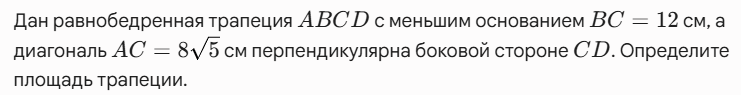 Дан равнобедренная трапеция ABCD с меньшим основанием BC = 12 см, а
диагональ AC = 8√5 см перпендикулярна боковой стороне CD. Определите
площадь трапеции.